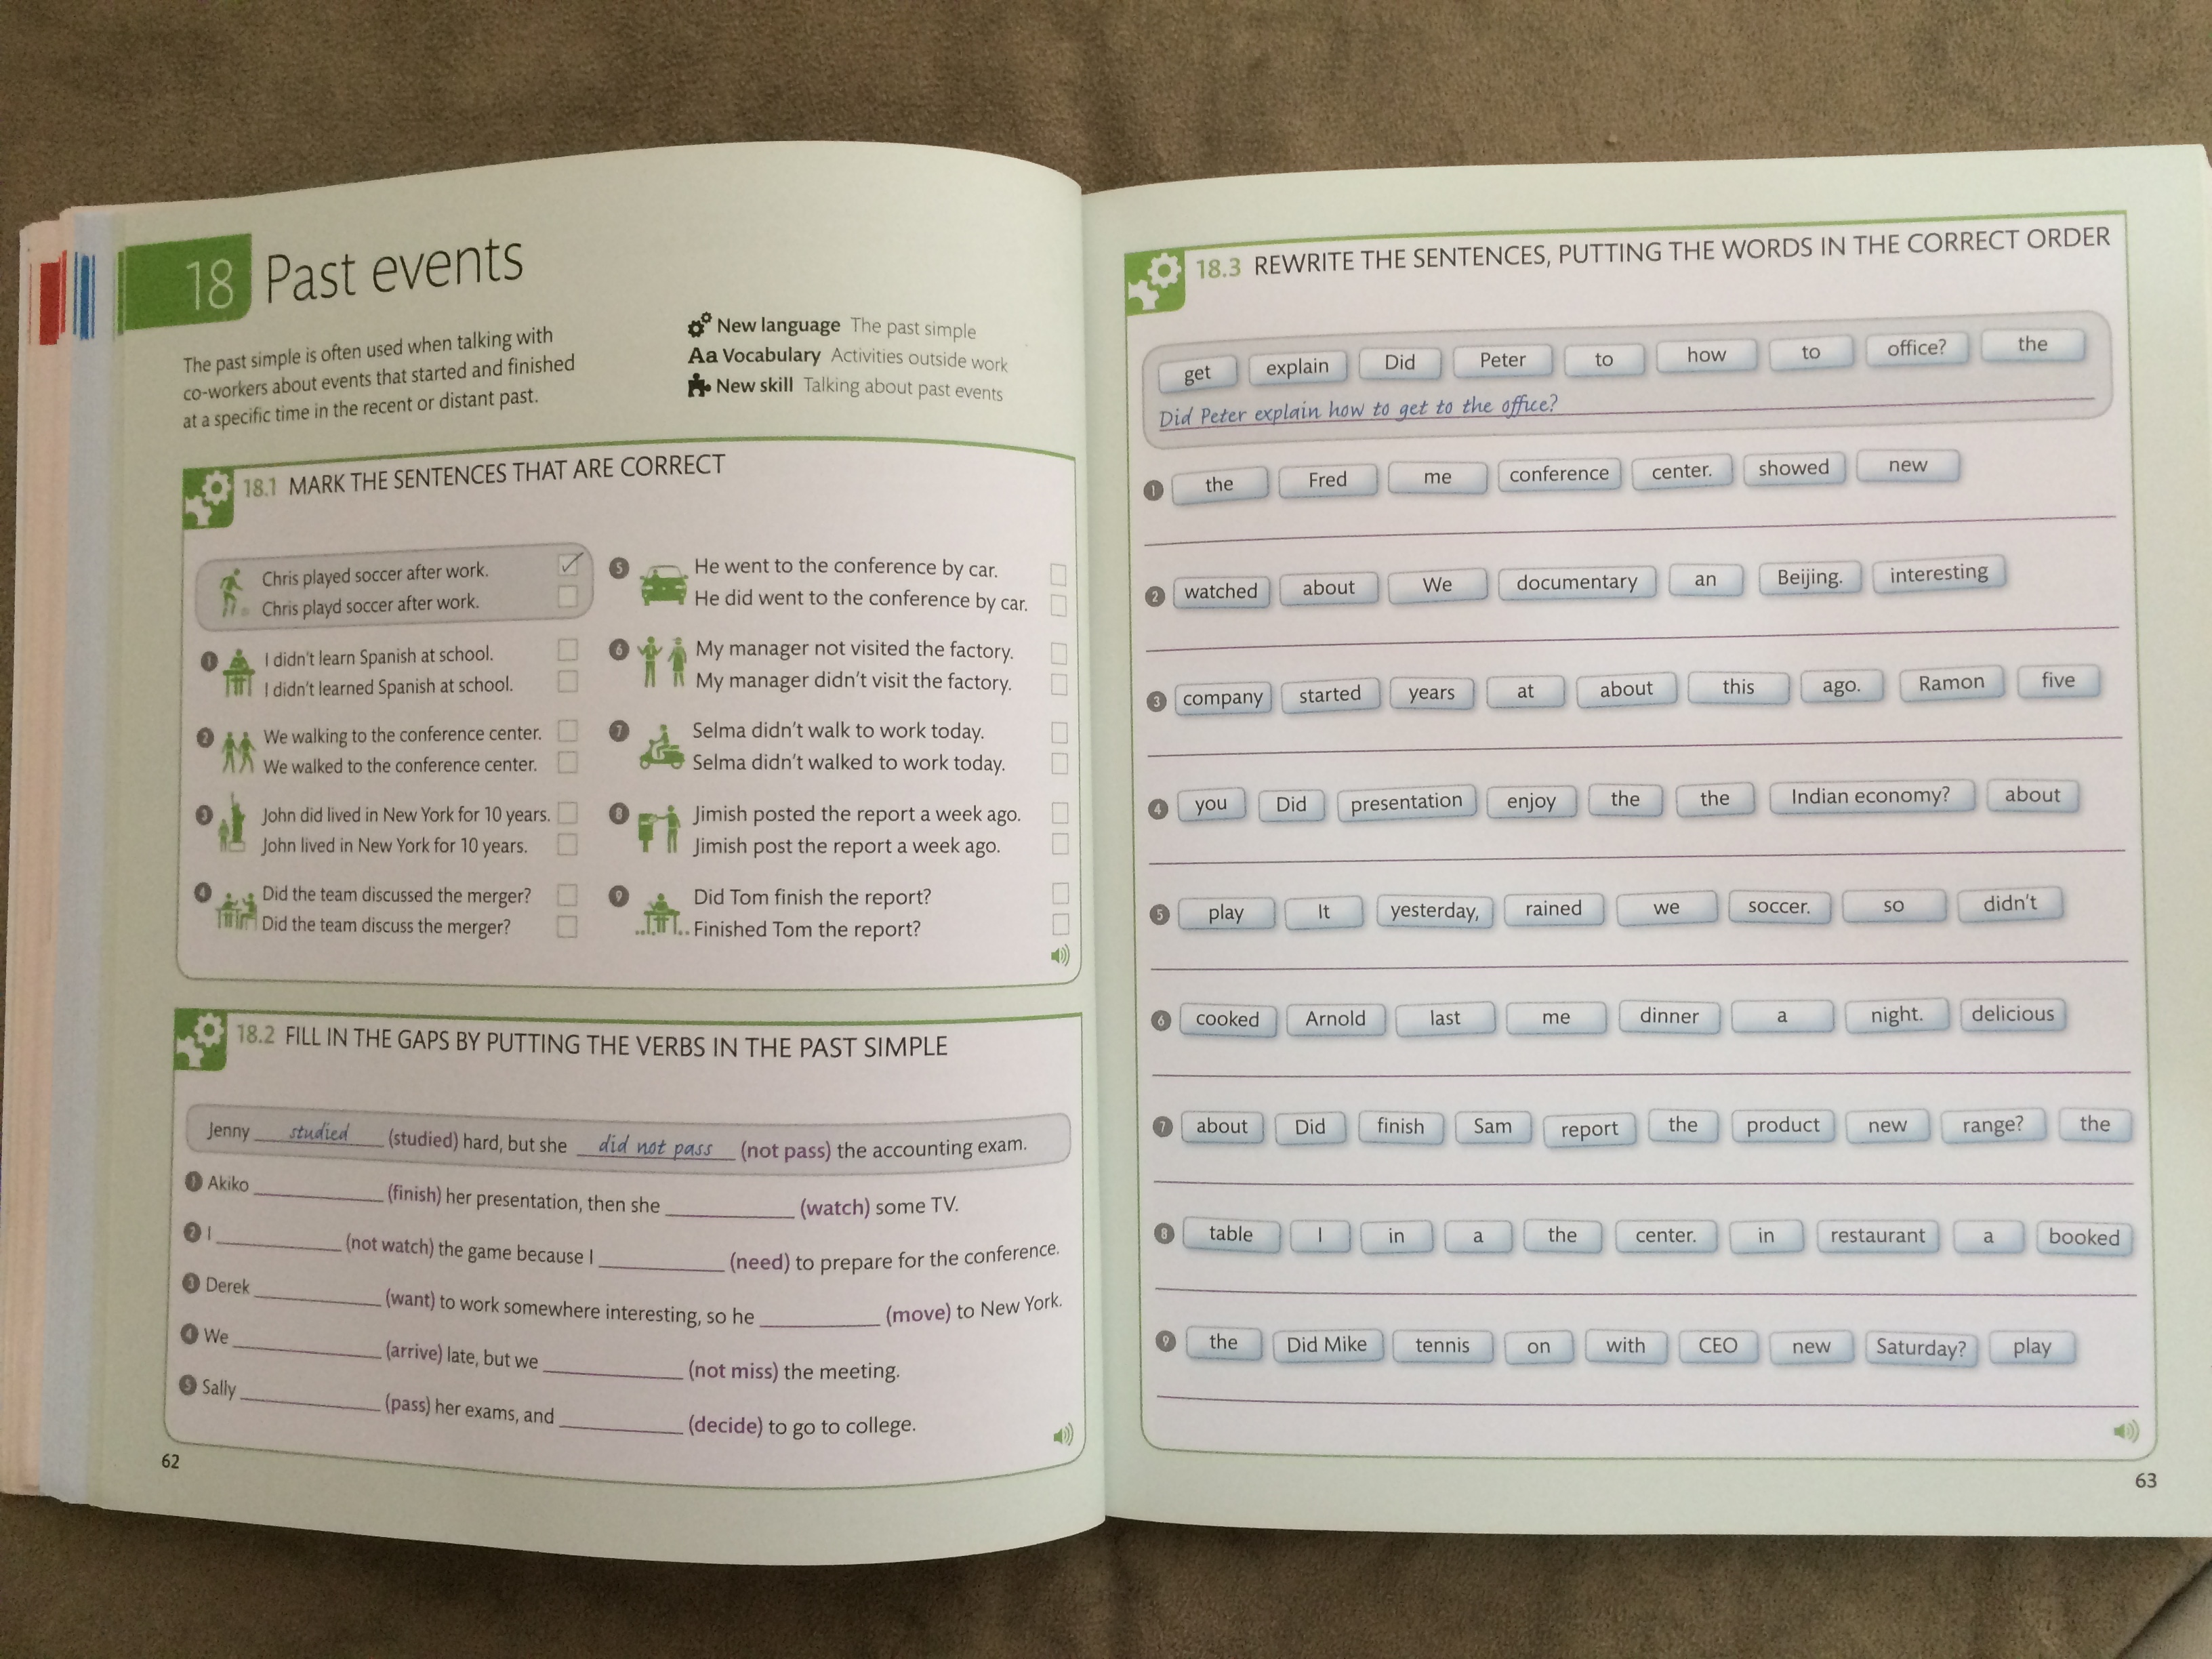 18 Past events
The past simple is often used when talking with
co-workers about events that started and finished
at a specific time in the recent or distant past.
New language The past simple
Aa Vocabulary Activities outside work
New skill Talking about past events
18.1 MARK THE SENTENCES THAT ARE CORRECT
Chris played soccer after work.
Chris playd soccer after work.
1 I didn't learn Spanish at school.
I didn't learned Spanish at school.
2 We walking to the conference center.
We walked to the conference center.
3 John did lived in New York for 10 years.
John lived in New York for 10 years.
4 Did the team discussed the merger?
Did the team discuss the merger?
5 He went to the conference by car.
He did went to the conference by car.
6 My manager not visited the factory.
My manager didn't visit the factory.
7 Selma didn't walk to work today.
Selma didn't walked to work today.
8 Jimish posted the report a week ago.
Jimish post the report a week ago.
9 Did Tom finish the report?
Finished Tom the report?
18.2 FILL IN THE GAPS BY PUTTING THE VERBS IN THE PAST SIMPLE
Jenny studied (studied) hard, but she did not pass (not pass) the accounting exam.
1 Akiko (finish) her presentation, then she (watch) some TV.
2 I (not watch) the game because I (need) to prepare for the conference.
3 Derek (want) to work somewhere interesting, so he (move) to New York.
4 We (arrive) late, but we (not miss) the meeting.
5 Sally (pass) her exams, and (decide) to go to college.
62
18.3 REWRITE THE SENTENCES, PUTTING THE WORDS IN THE CORRECT ORDER
get explain Did Peter to how to office? the
Did Peter explain how to get to the office?
1 the Fred me conference center. showed new
2 watched about We documentary an Beijing. interesting
3 company started years at about this ago. Ramon five
4 you Did presentation enjoy the the Indian economy? about
5 play It yesterday, rained we soccer. so didn't
6 cooked Arnold last me dinner a night. delicious
7 about Did finish Sam report the product new range? the
8 table I in a the center. in restaurant a booked
9 the Did Mike tennis on with CEO new Saturday? play
63